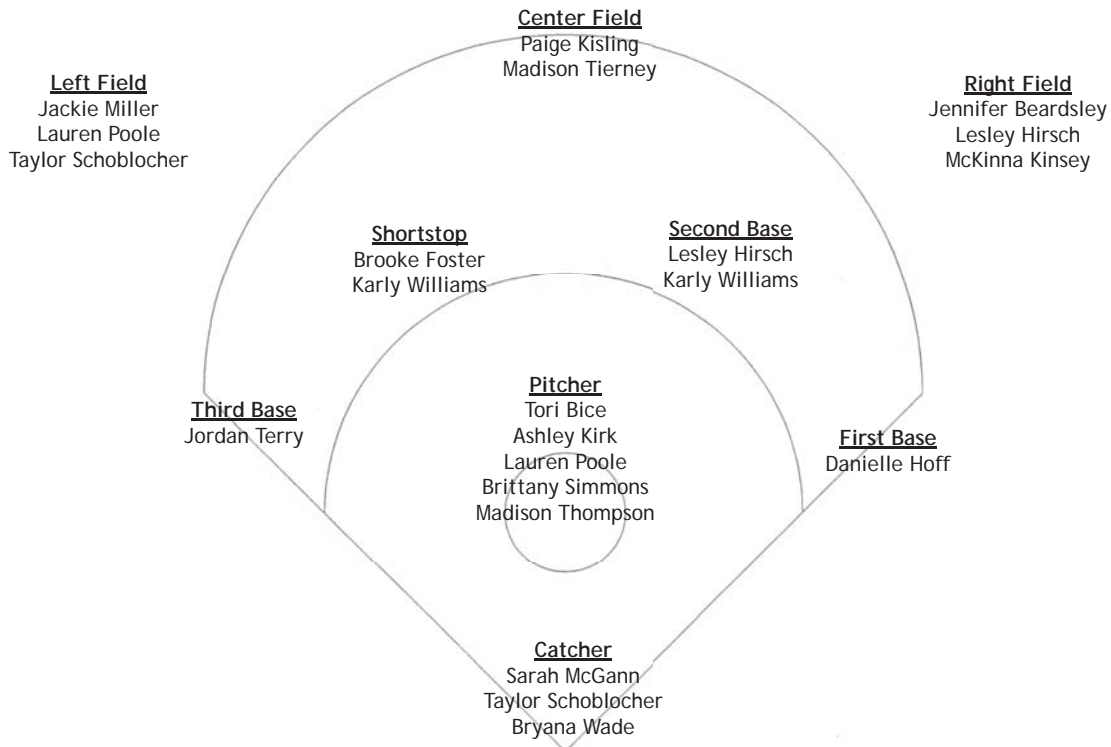 Center Field
Paige Kisling
Madison Tierney
Left Field
Jackie Miller
Lauren Poole
Taylor Schoblocher
Right Field
Jennifer Beardsley
Lesley Hirsch
McKinna Kinsey
Shortstop
Brooke Foster
Karly Williams
Second Base
Lesley Hirsch
Karly Williams
Third Base
Jordan Terry
Pitcher
Tori Bice
Ashley Kirk
Lauren Poole
Brittany Simmons
Madison Thompson
First Base
Danielle Hoff
Catcher
Sarah McGann
Taylor Schoblocher
Bryana Wade